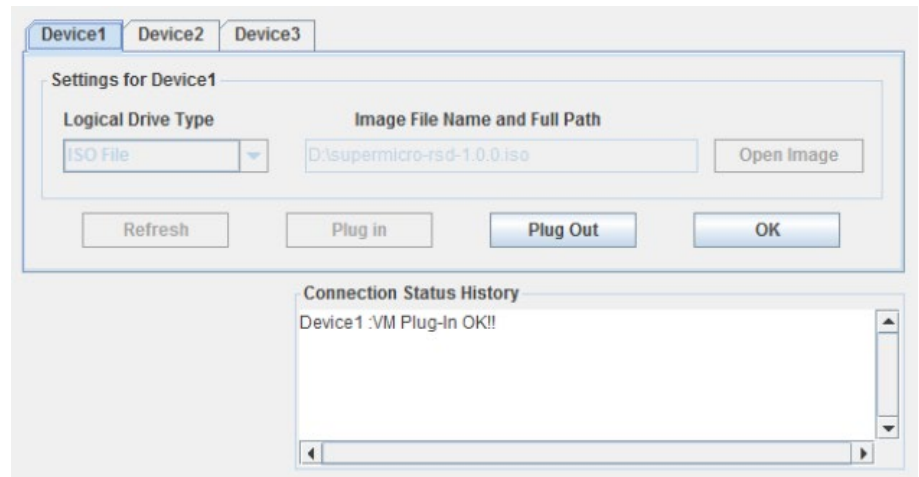 Device1 Device2 Device3
Settings for Device1
Logical Drive Type Image File Name and Full Path
ISO File D:\supermicro-rsd-1.0.0.iso Open Image
Refresh Plug in Plug Out OK
Connection Status History
Device1 :VM Plug-In OK!!